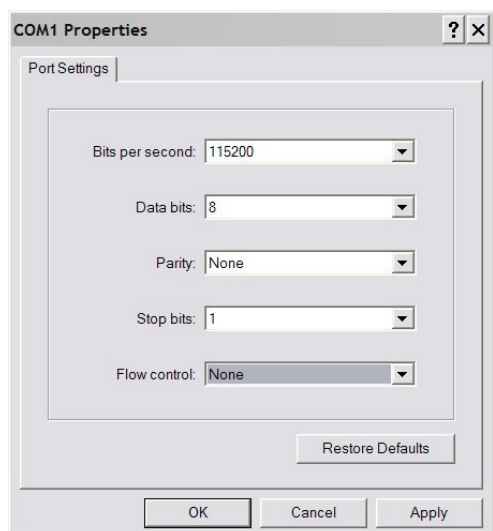 COM1 Properties
Port Settings
Bits per second: 115200
Data bits: 8
Parity: None
Stop bits: 1
Flow control: None
Restore Defaults
OK Cancel Apply